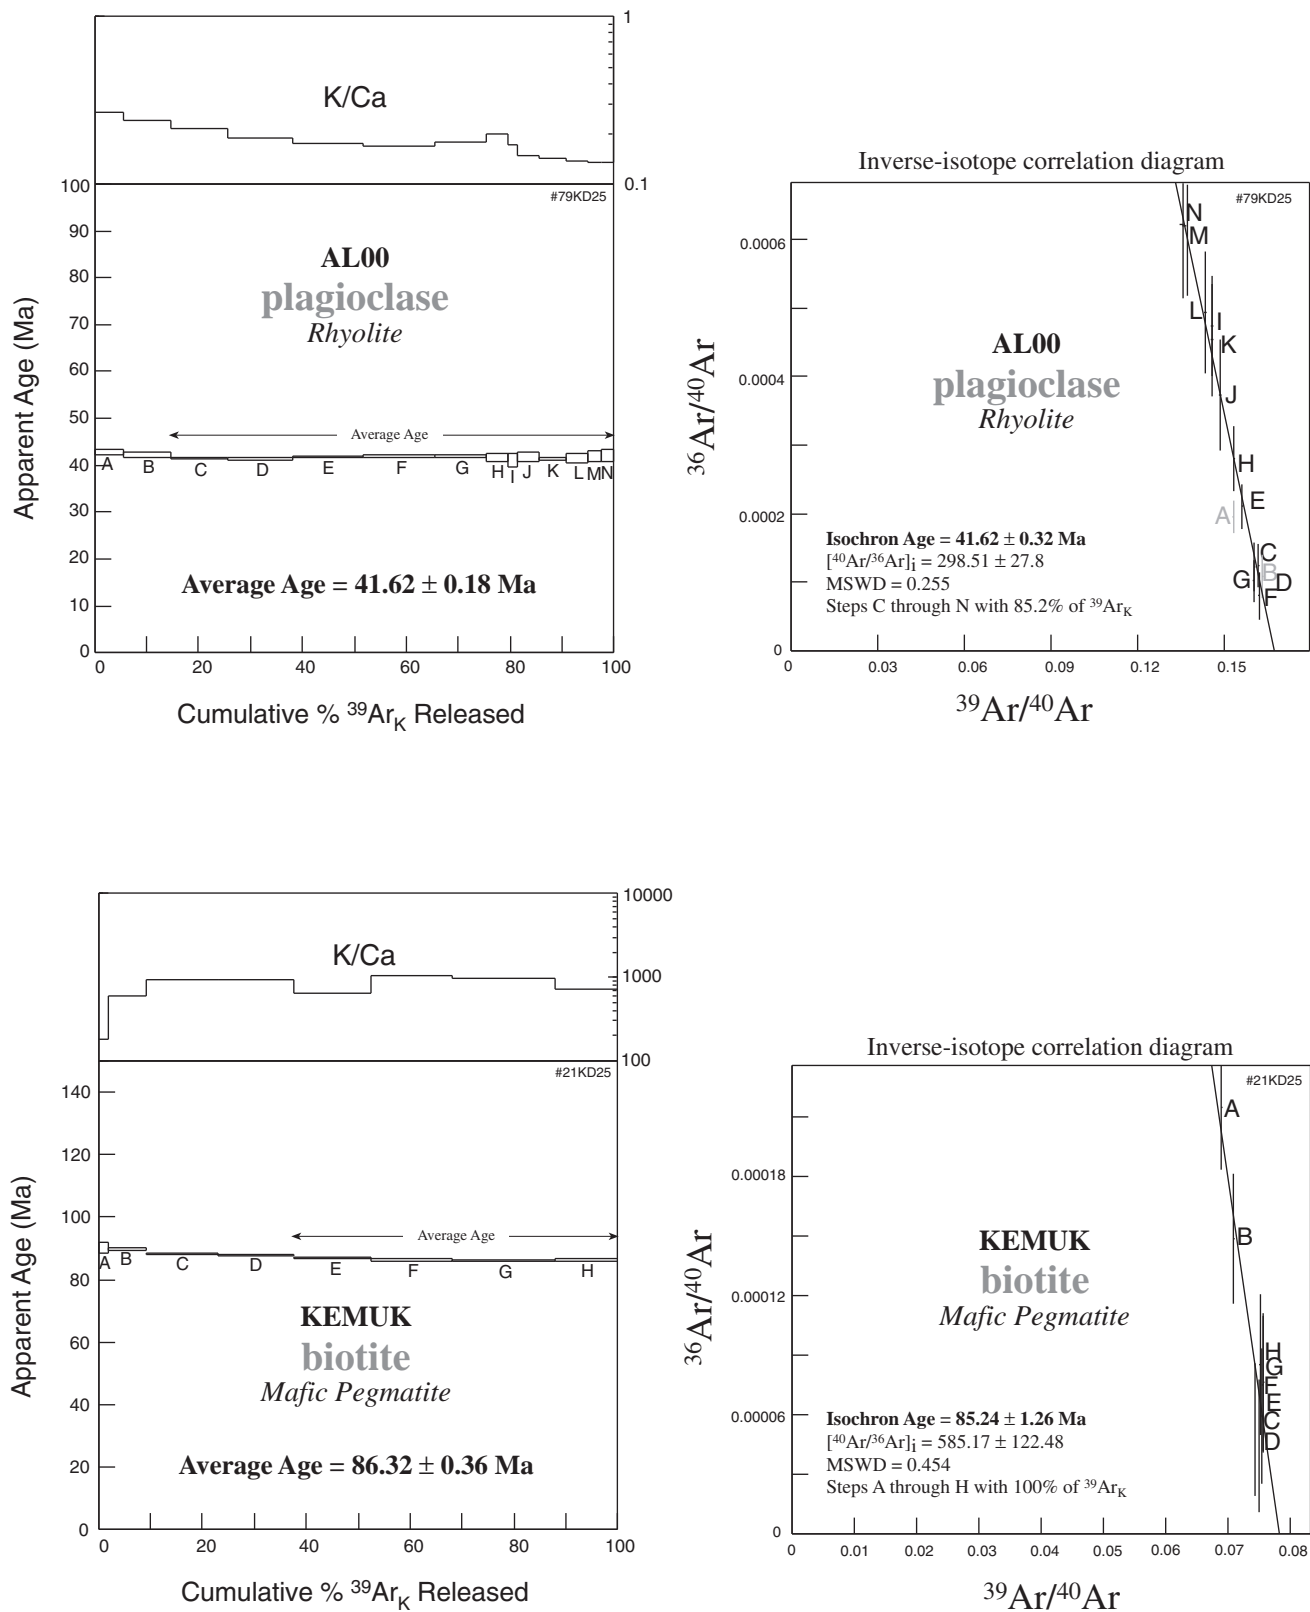 1
K/Ca
0.1
100
90
80
70
60
50
40
30
20
10
0
Apparent Age (Ma)
#79KD25
AL00
plagioclase
Rhyolite
Average Age
A B C D E F G H I J K L M N
Average Age = 41.62 ± 0.18 Ma
0 20 40 60 80 100
Cumulative % ³⁹Ar_K Released
Inverse-isotope correlation diagram
#79KD25
0.0006
0.0004
0.0002
0
³⁶Ar/⁴⁰Ar
AL00
plagioclase
Rhyolite
N
M
L
I
K
J
H
E
A
C
B
G
D
F
Isochron Age = 41.62 ± 0.32 Ma
[⁴⁰Ar/³⁶Ar]i = 298.51 ± 27.8
MSWD = 0.255
Steps C through N with 85.2% of ³⁹Ar_K
0 0.03 0.06 0.09 0.12 0.15
³⁹Ar/⁴⁰Ar
10000
K/Ca
1000
100
140
120
100
80
60
40
20
0
Apparent Age (Ma)
#21KD25
Average Age
A B C D E F G H
KEMUK
biotite
Mafic Pegmatite
Average Age = 86.32 ± 0.36 Ma
0 20 40 60 80 100
Cumulative % ³⁹Ar_K Released
Inverse-isotope correlation diagram
#21KD25
0.00018
0.00012
0.00006
0
³⁶Ar/⁴⁰Ar
KEMUK
biotite
Mafic Pegmatite
A
B
H
G
F
E
C
D
Isochron Age = 85.24 ± 1.26 Ma
[⁴⁰Ar/³⁶Ar]i = 585.17 ± 122.48
MSWD = 0.454
Steps A through H with 100% of ³⁹Ar_K
0 0.01 0.02 0.03 0.04 0.05 0.06 0.07 0.08
³⁹Ar/⁴⁰Ar